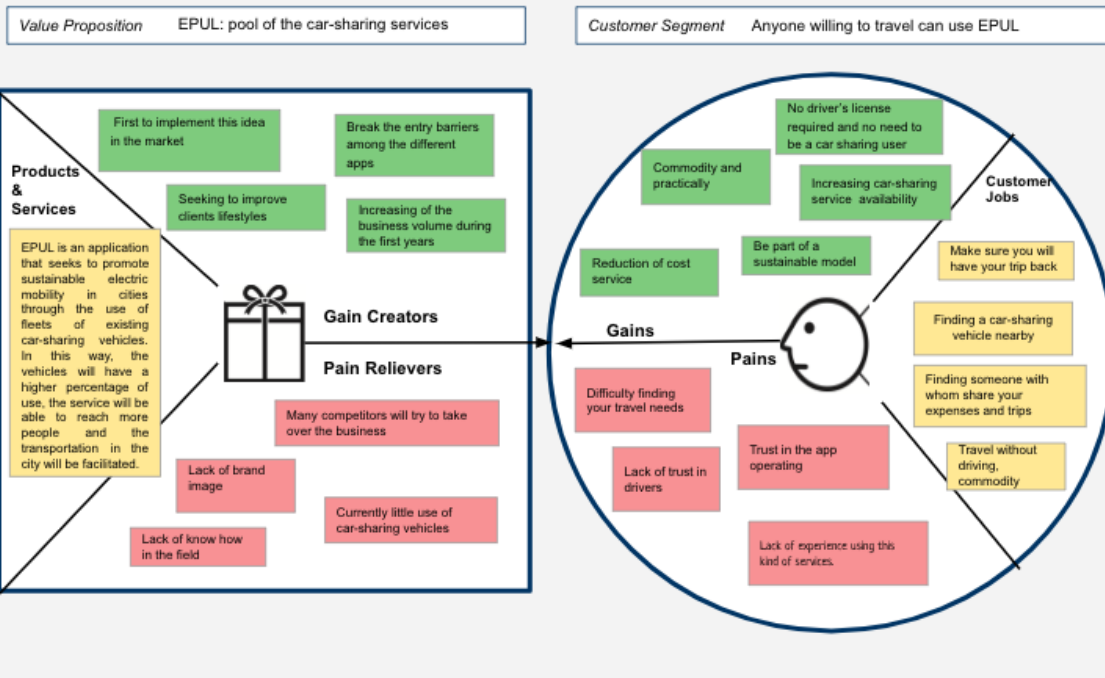 Value Proposition EPUL: pool of the car-sharing services
Customer Segment Anyone willing to travel can use EPUL
First to implement this idea
in the market
Break the entry barriers
among the different
apps
Products
&
Services
Seeking to improve
clients lifestyles
Increasing of the
business volume during
the first years
EPUL is an application
that seeks to promote
sustainable electric
mobility in cities
through the use of
fleets of existing
car-sharing vehicles.
In this way, the
vehicles will have a
higher percentage of
use, the service will be
able to reach more
people and the
transportation in the
city will be facilitated.
Gain Creators
Pain Relievers
Many competitors will try to take
over the business
Lack of brand
image
Currently little use of
car-sharing vehicles
Lack of know how
in the field
No driver's license
required and no need to
be a car sharing user
Commodity and
practically
Increasing car-sharing
service availability
Customer
Jobs
Be part of a
sustainable model
Reduction of cost
service
Make sure you will
have your trip back
Gains
Pains
Finding a car-sharing
vehicle nearby
Finding someone with
whom share your
expenses and trips
Travel without
driving,
commodity
Difficulty finding
your travel needs
Trust in the app
operating
Lack of trust in
drivers
Lack of experience using this
kind of services.